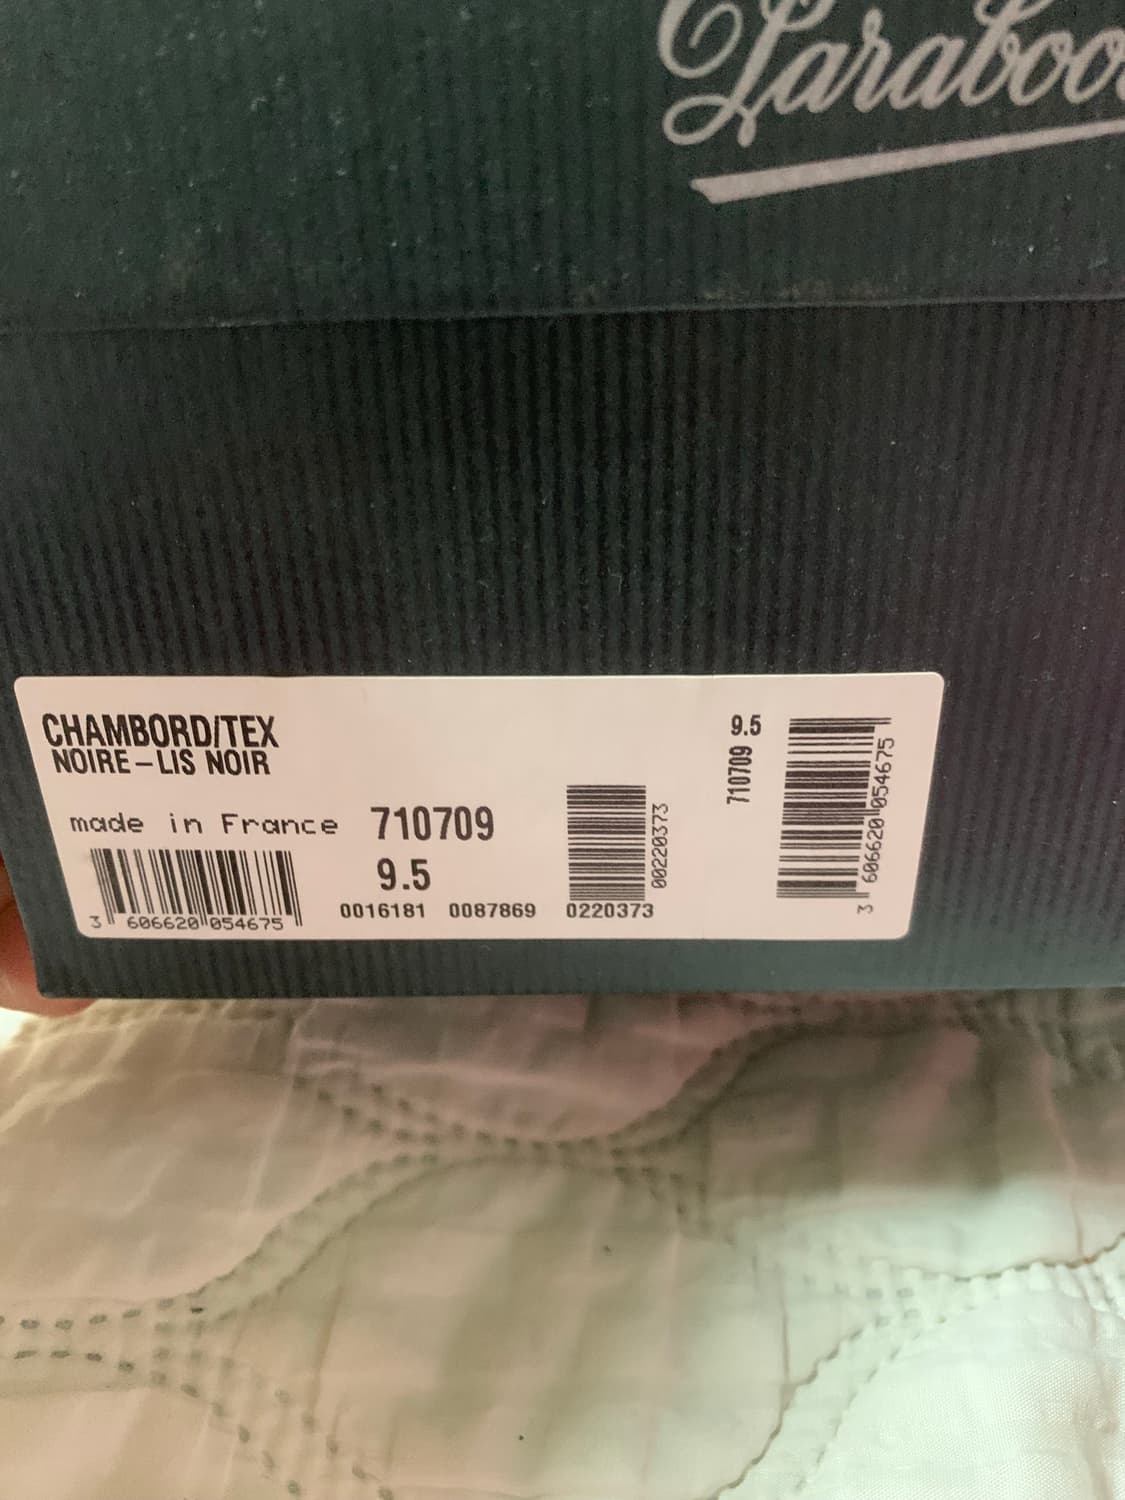 Paraboo
CHAMBORD/TEX
NOIRE-LIS NOIR
made in France 710709
9.5
3 606620 054675
0016181 0087869 0220373
00220373
9.5
710709
3 606620 054675